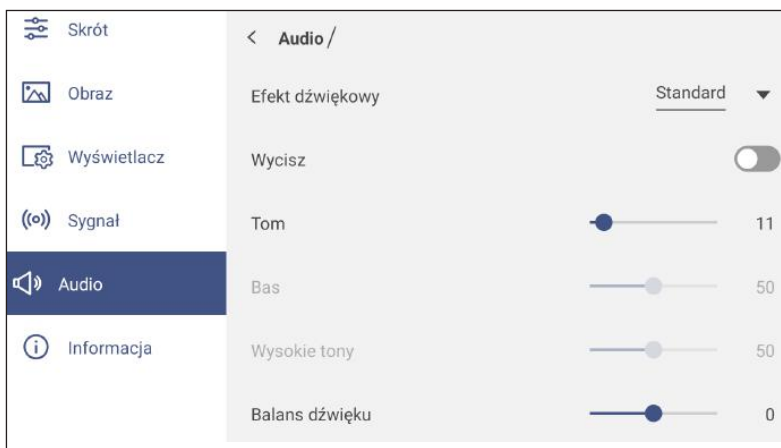 Skrót
Obraz
Wyświetlacz
Sygnał
Audio
Informacja
< Audio /
Efekt dźwiękowy Standard
Wycisz
Tom 11
Bas 50
Wysokie tony 50
Balans dźwięku 0